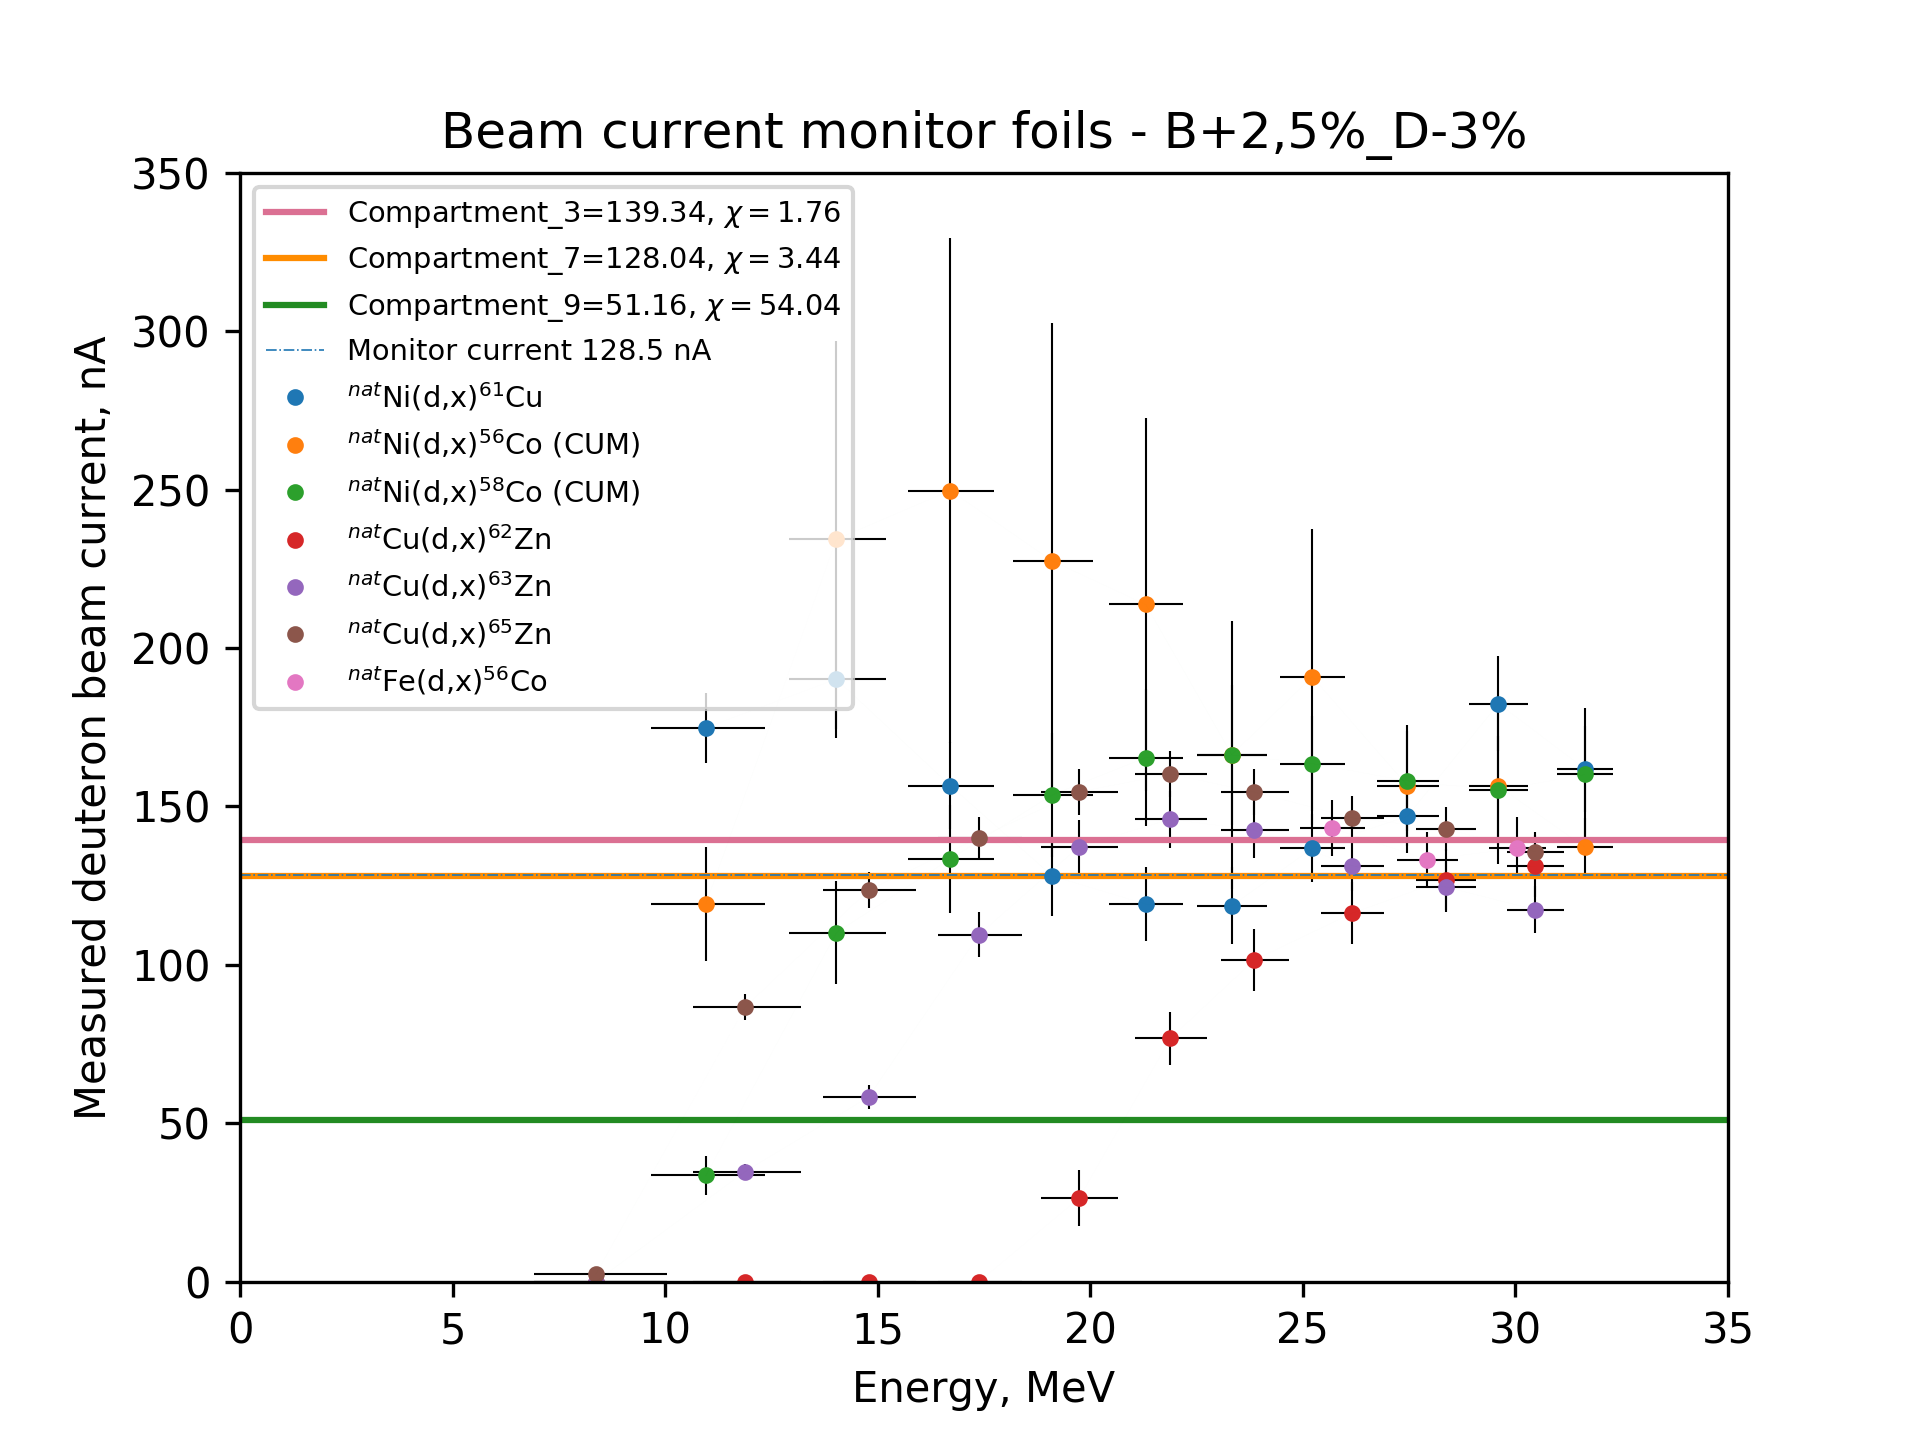 Beam current monitor foils - B+2,5%_D-3%
Measured deuteron beam current, nA
350
300
250
200
150
100
50
0
Compartment_3=139.34, χ = 1.76
Compartment_7=128.04, χ = 3.44
Compartment_9=51.16, χ = 54.04
Monitor current 128.5 nA
ⁿᵃᵗNi(d,x)⁶¹Cu
ⁿᵃᵗNi(d,x)⁵⁶Co (CUM)
ⁿᵃᵗNi(d,x)⁵⁸Co (CUM)
ⁿᵃᵗCu(d,x)⁶²Zn
ⁿᵃᵗCu(d,x)⁶³Zn
ⁿᵃᵗCu(d,x)⁶⁵Zn
ⁿᵃᵗFe(d,x)⁵⁶Co
0 5 10 15 20 25 30 35
Energy, MeV